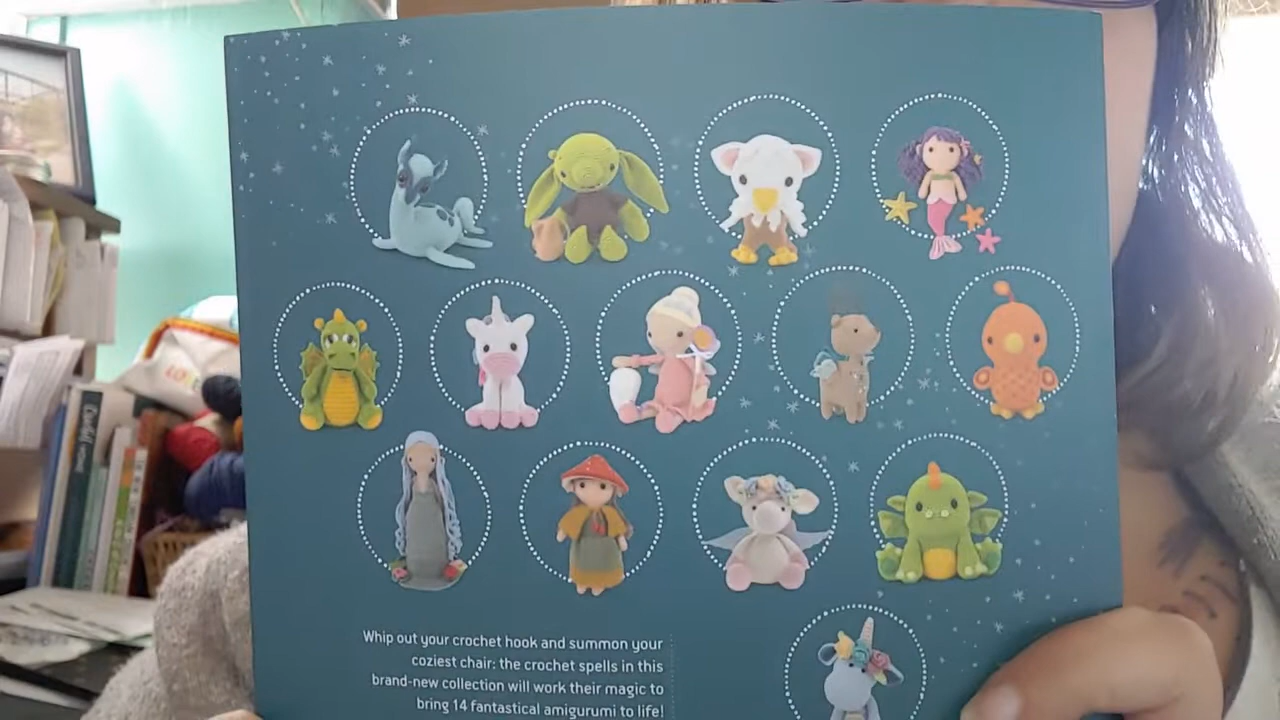 Whip out your crochet hook and summon your
coziest chair: the crochet spells in this
brand-new collection will work their magic to
bring 14 fantastical amigurumi to life!
Crochet